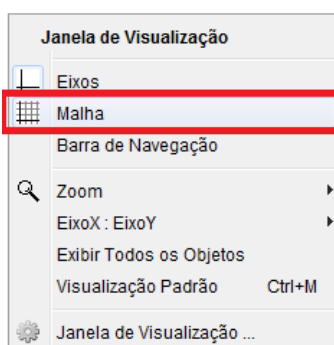 Janela de Visualização
Eixos
Malha
Barra de Navegação
Zoom
EixoX : EixoY
Exibir Todos os Objetos
Visualização Padrão Ctrl+M
Janela de Visualização ...